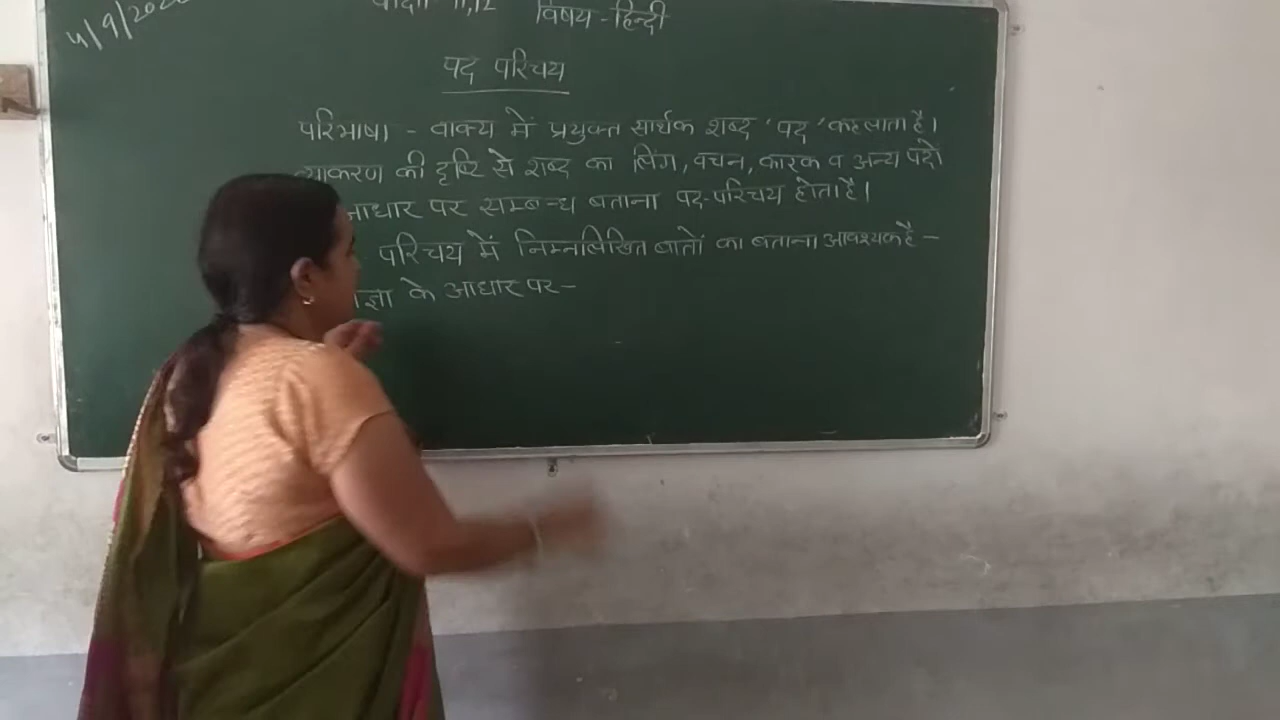 4/9/202
कक्षा 11,12 विषय - हिन्दी
पद परिचय
परिभाषा - वाक्य में प्रयुक्त सार्थक शब्द 'पद' कहलाता है।
व्याकरण की दृष्टि से शब्द का लिंग, वचन, कारक व अन्य पदो
आधार पर सम्बन्ध बताना पद-परिचय होता है।
परिचय में निम्नलिखित बातों का बताना आवश्यक है -
ज्ञा के आधार पर -